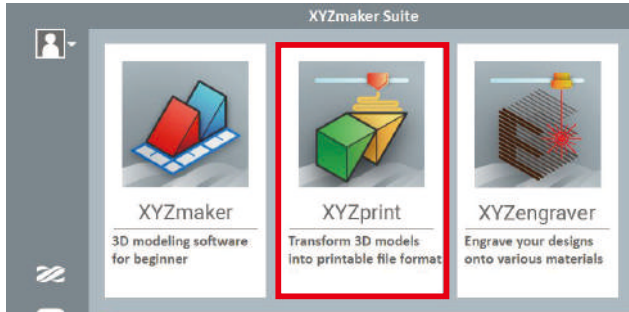 XYZmaker Suite
XYZmaker
3D modeling software
for beginner
XYZprint
Transform 3D models
into printable file format
XYZengraver
Engrave your designs
onto various materials